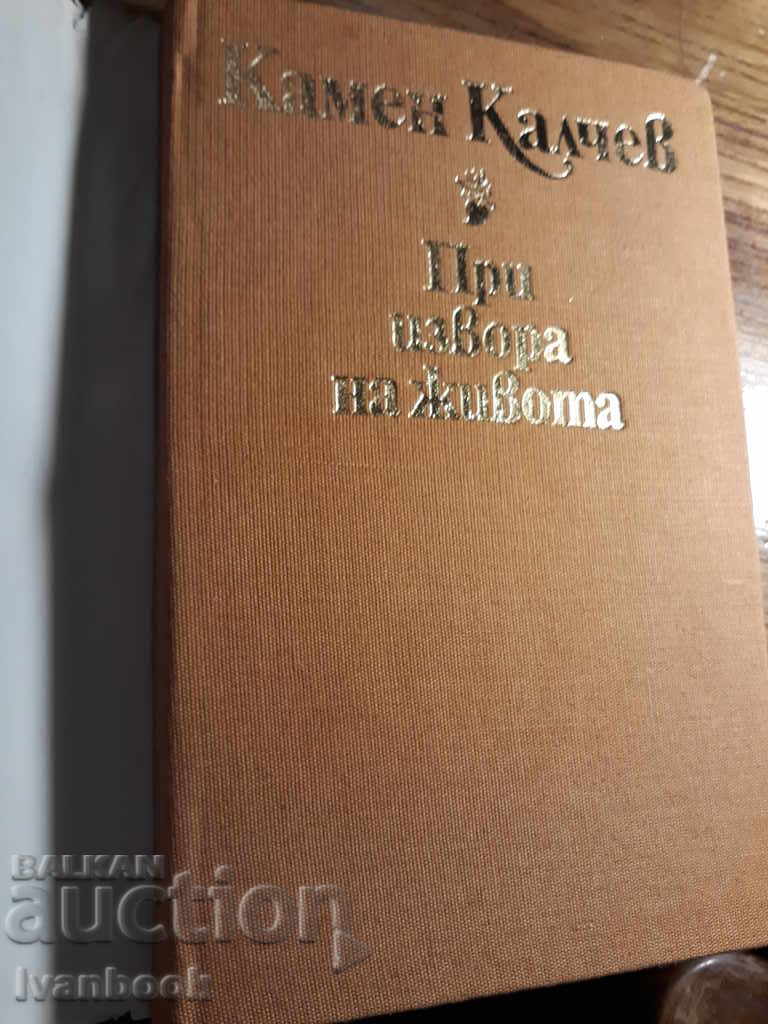 Камен Калчев
При
извора
на живота
BALKAN
auction
Ivanbook